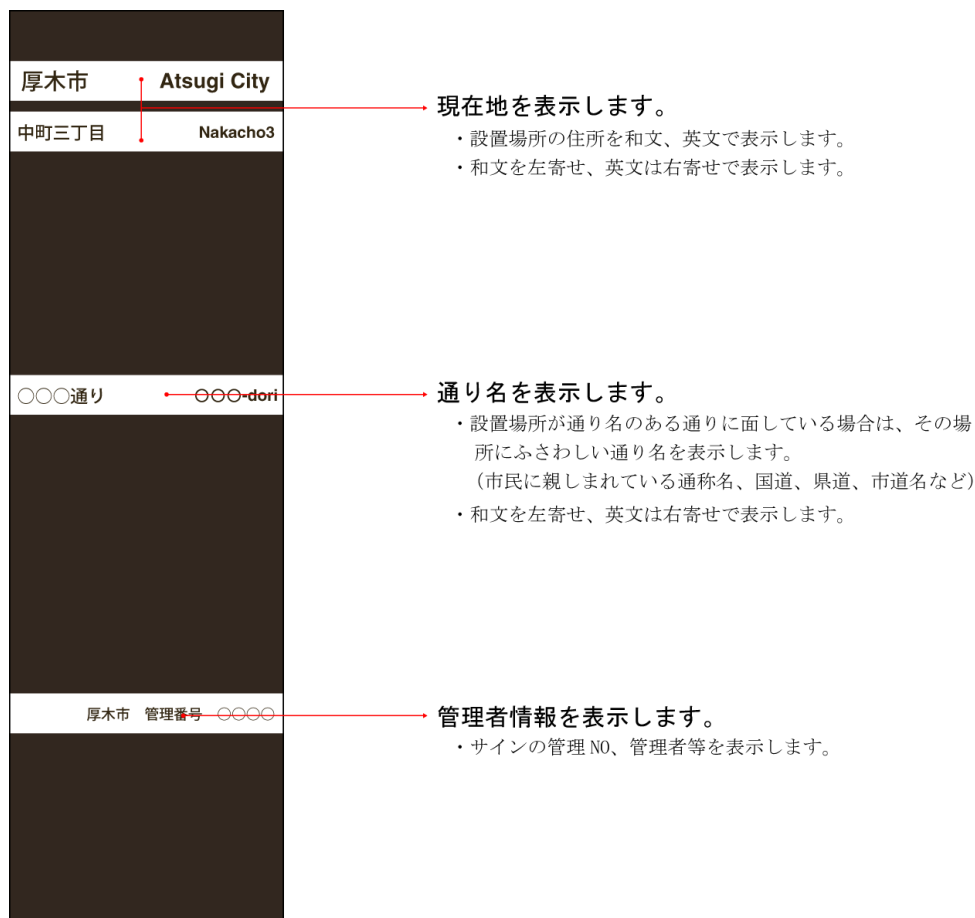 厚木市 Atsugi City
中町三丁目 Nakacho3
現在地を表示します。
・設置場所の住所を和文、英文で表示します。
・和文を左寄せ、英文は右寄せで表示します。
○○○通り ○○○-dori
通り名を表示します。
・設置場所が通り名のある通りに面している場合は、その場
所にふさわしい通り名を表示します。
（市民に親しまれている通称名、国道、県道、市道名など）
・和文を左寄せ、英文は右寄せで表示します。
厚木市 管理番号 ○○○○
管理者情報を表示します。
・サインの管理 NO、管理者等を表示します。